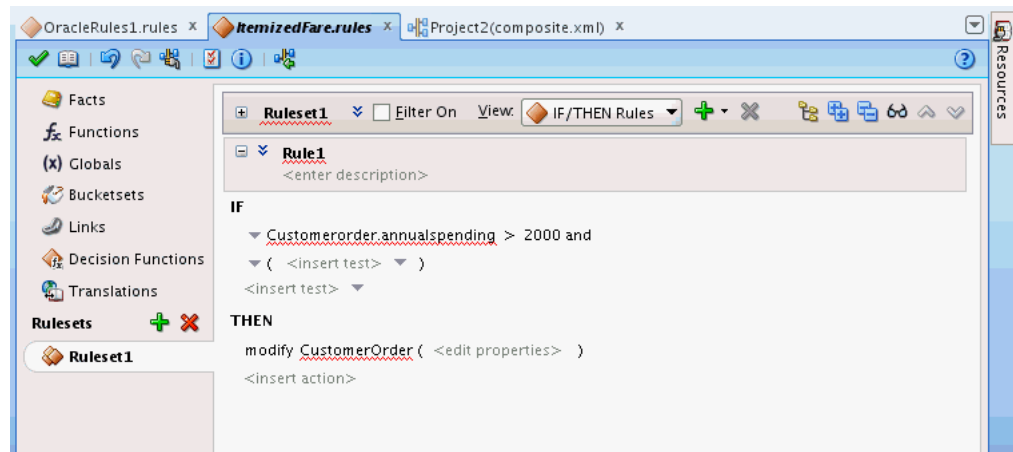 OracleRules1.rules x ItemizedFare.rules x Project2(composite.xml) x
Resources
Facts
Functions
(x) Globals
Bucketsets
Links
Decision Functions
Translations
Rulesets
Ruleset1
Ruleset1 Filter On View: IF/THEN Rules
Rule1
<enter description>
IF
Customerorder.annualspending > 2000 and
( <insert test> )
<insert test>
THEN
modify CustomerOrder ( <edit properties> )
<insert action>